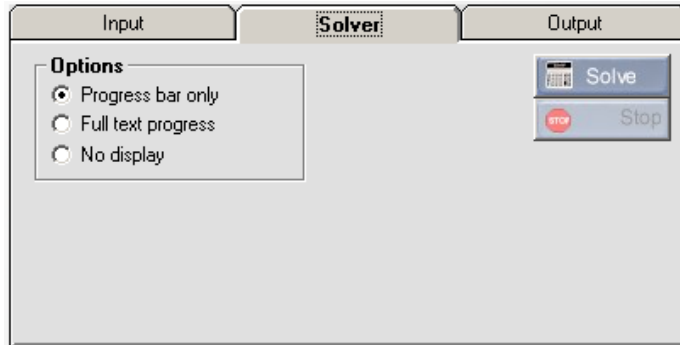 Input
Solver
Output
Options
Progress bar only
Full text progress
No display
Solve
STOP
Stop